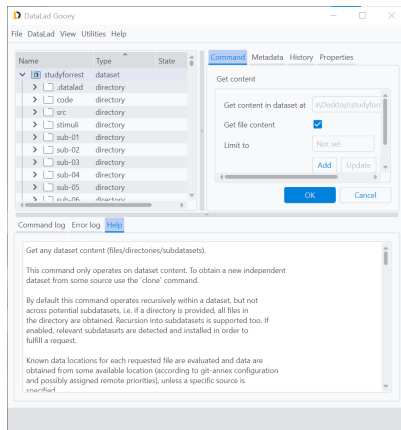 DataLad Gooey
File DataLad View Utilities Help
Name Type State
studyforrest dataset
.datalad directory
code directory
src directory
stimuli directory
sub-01 directory
sub-02 directory
sub-03 directory
sub-04 directory
sub-05 directory
sub-06 directory
Command Metadata History Properties
Get content
Get content in dataset at i\Desktop\studyforr
Get file content
Limit to Not set
Add Update
OK Cancel
Command log Error log Help
Get any dataset content (files/directories/subdatasets).
This command only operates on dataset content. To obtain a new independent
dataset from some source use the `clone` command.
By default this command operates recursively within a dataset, but not
across potential subdatasets, i.e. if a directory is provided, all files in
the directory are obtained. Recursion into subdatasets is supported too. If
enabled, relevant subdatasets are detected and installed in order to
fulfill a request.
Known data locations for each requested file are evaluated and data are
obtained from some available location (according to git-annex configuration
and possibly assigned remote priorities), unless a specific source is
specified.